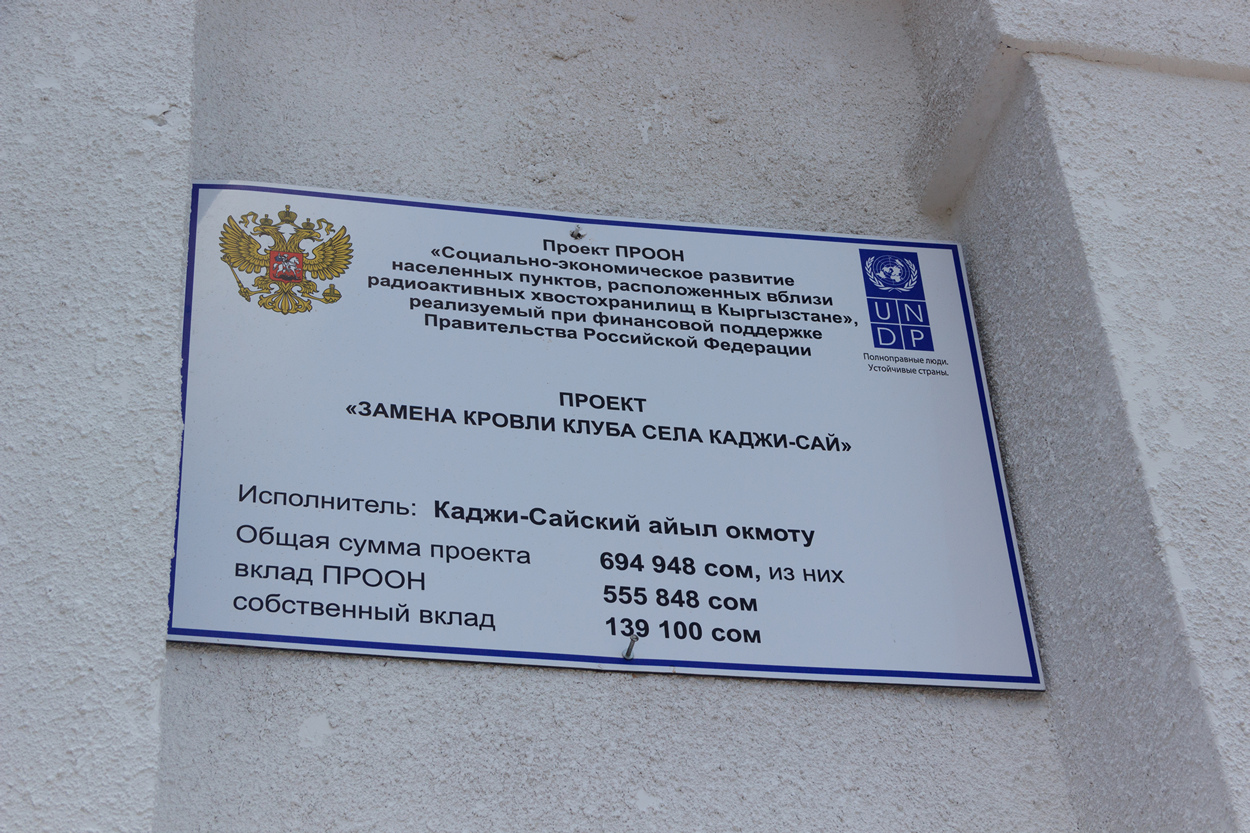 Проект ПРООН
«Социально-экономическое развитие
населенных пунктов, расположенных вблизи
радиоактивных хвостохранилищ в Кыргызстане»,
реализуемый при финансовой поддержке
Правительства Российской Федерации
UN
DP
Полноправные люди.
Устойчивые страны.
ПРОЕКТ
«ЗАМЕНА КРОВЛИ КЛУБА СЕЛА КАДЖИ-САЙ»
Исполнитель: Каджи-Сайский айыл окмоту
Общая сумма проекта 694 948 сом, из них
вклад ПРООН 555 848 сом
собственный вклад 139 100 сом